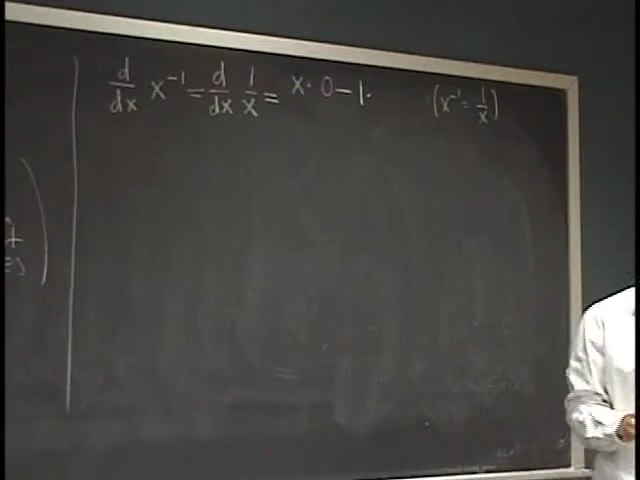 d/dx x⁻¹ = d/dx 1/x = x · 0 − 1 · (x⁻¹ = 1/x)